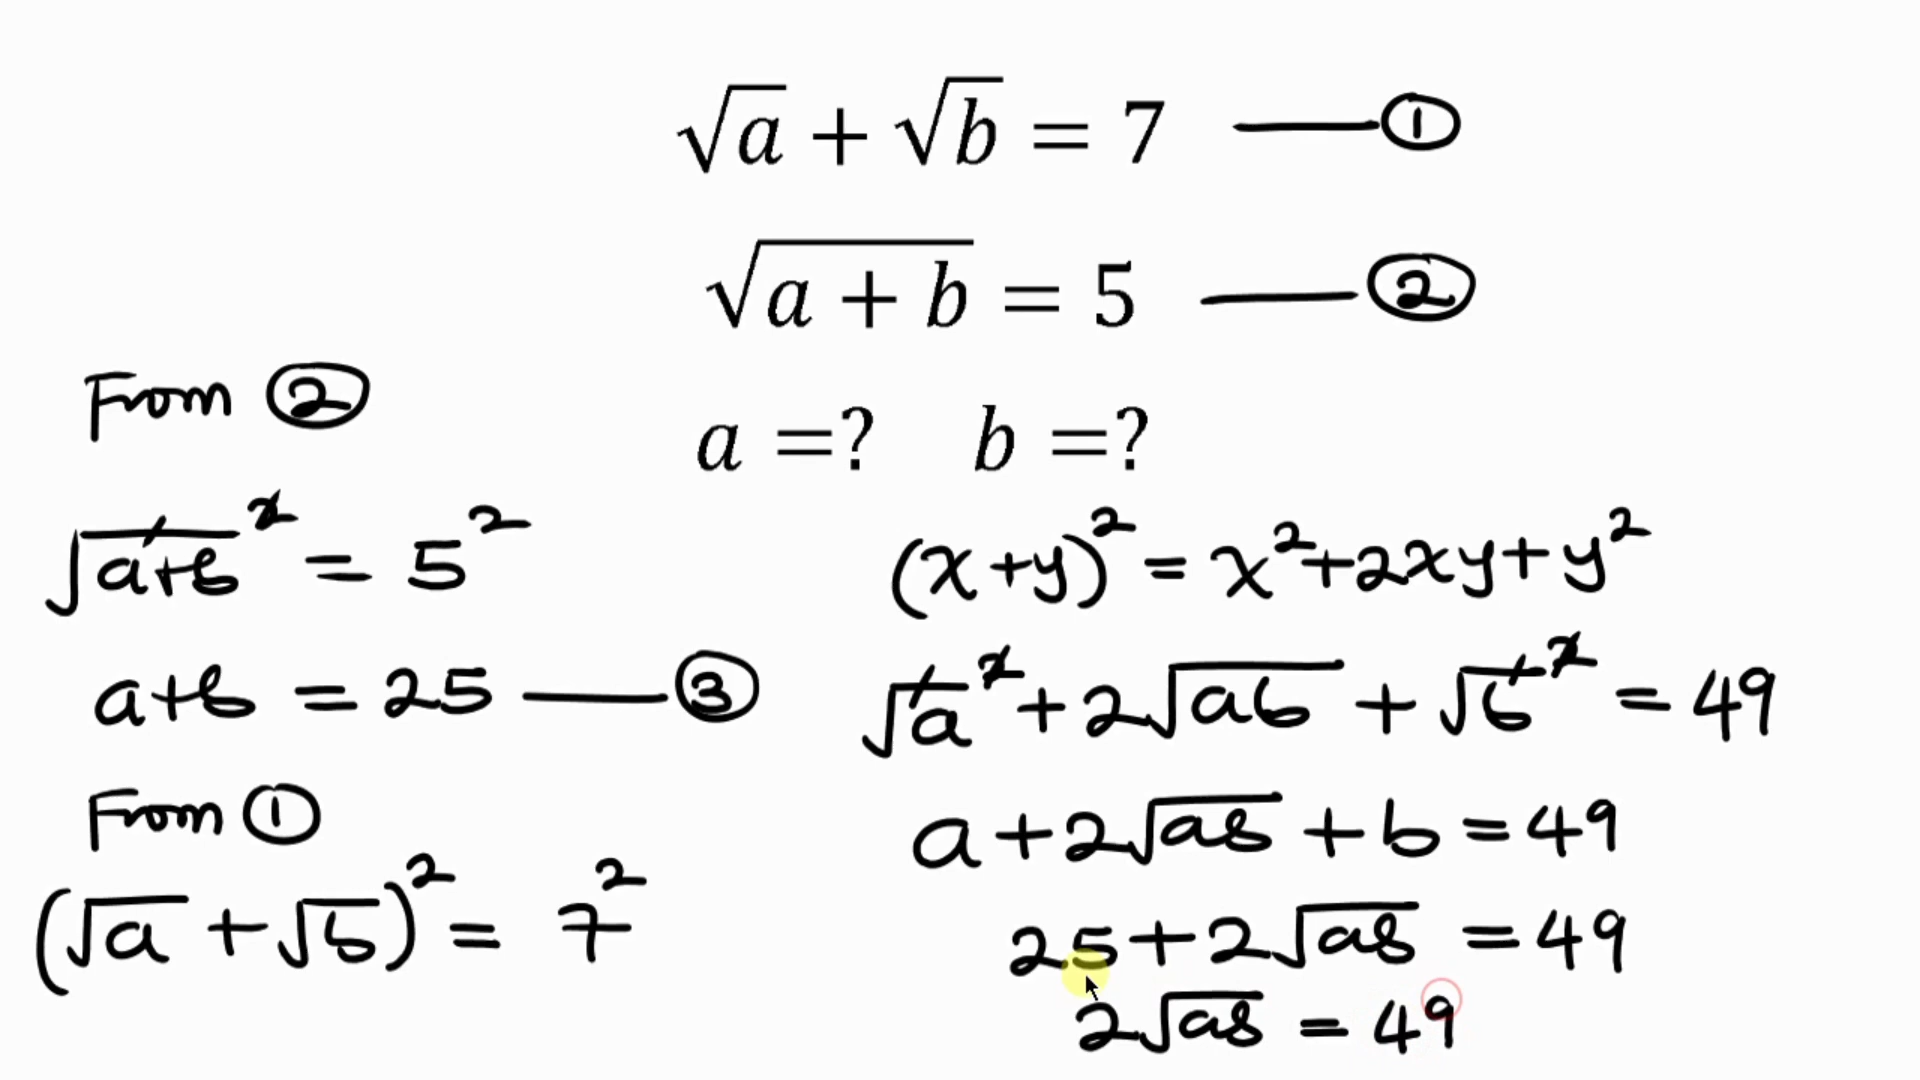 √a + √b = 7 —— ①
√(a + b) = 5 —— ②
a =? b =?
From ②
√(a+b)² = 5²
a+b = 25 —— ③
From ①
(√a + √b)² = 7²
(x+y)² = x²+2xy+y²
√a² + 2√ab + √b² = 49
a + 2√ab + b = 49
25 + 2√ab = 49
2√ab = 49